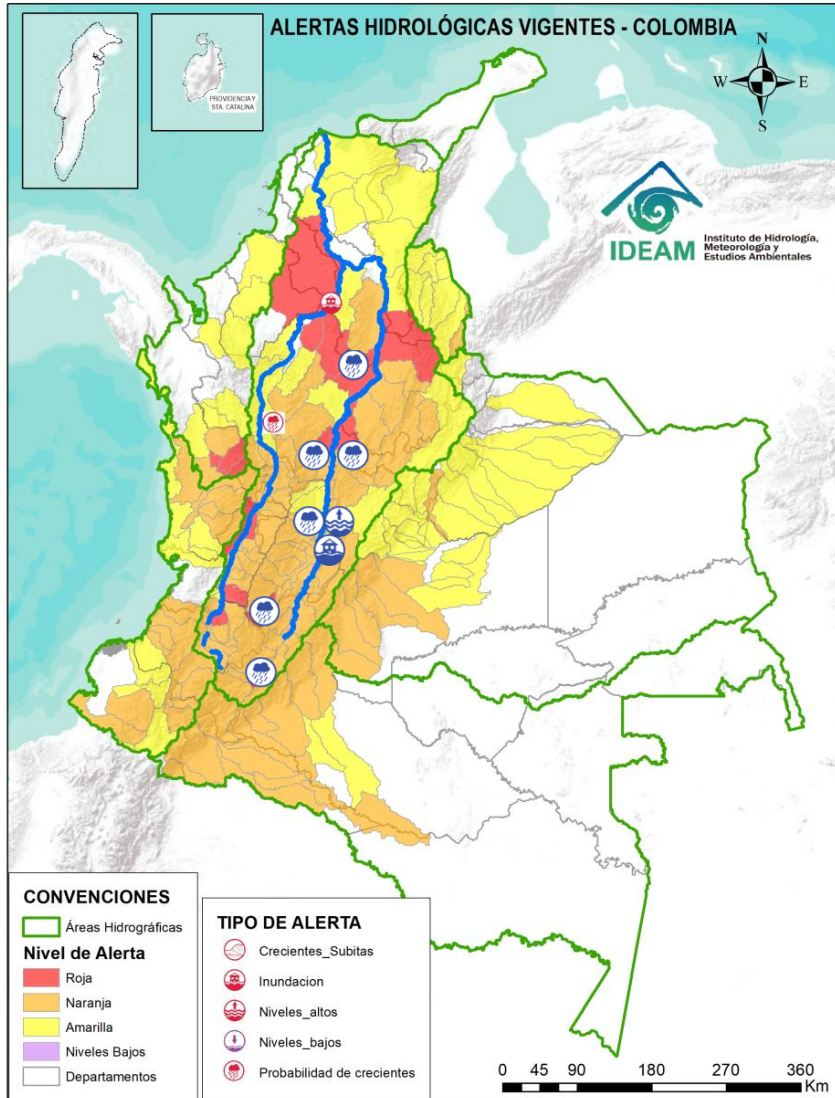 ALERTAS HIDROLÓGICAS VIGENTES - COLOMBIA
PROVIDENCIA Y
STA. CATALINA
N
W
E
S
IDEAM
Instituto de Hidrología,
Meteorología y
Estudios Ambientales
CONVENCIONES
Áreas Hidrográficas
Nivel de Alerta
Roja
Naranja
Amarilla
Niveles Bajos
Departamentos
TIPO DE ALERTA
Crecientes_Subitas
Inundacion
Niveles_altos
Niveles_bajos
Probabilidad de crecientes
0 45 90 180 270 360
Km